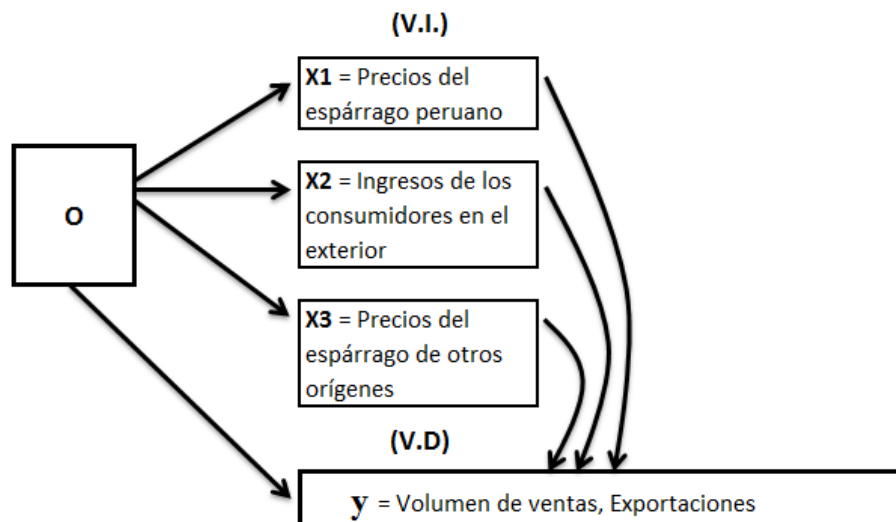 (V.I.)
X1 = Precios del
espárrago peruano
O
X2 = Ingresos de los
consumidores en el
exterior
X3 = Precios del
espárrago de otros
orígenes
(V.D)
y = Volumen de ventas, Exportaciones